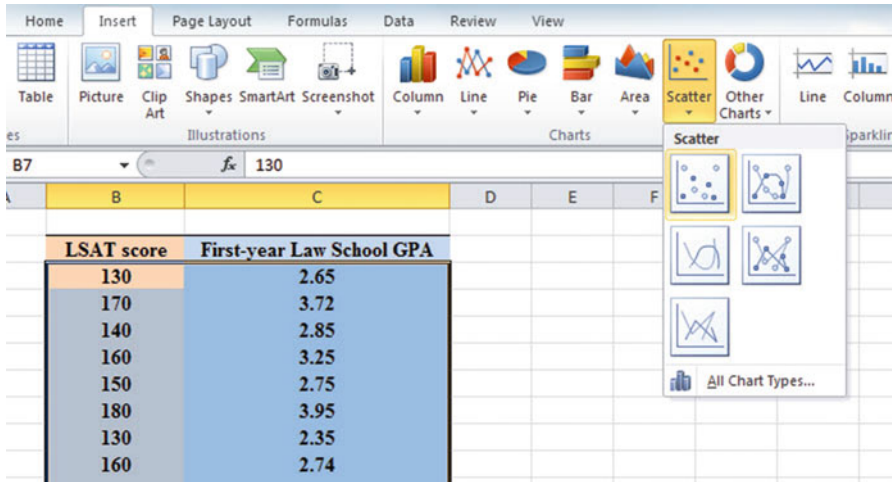 Home Insert Page Layout Formulas Data Review View
Table Picture Clip Art Shapes SmartArt Screenshot Column Line Pie Bar Area Scatter Other Charts Line Column
Illustrations Charts
Scatter
B7 fx 130
B C D E F
LSAT score First-year Law School GPA
130 2.65
170 3.72
140 2.85
160 3.25
150 2.75
180 3.95
130 2.35
160 2.74
All Chart Types...